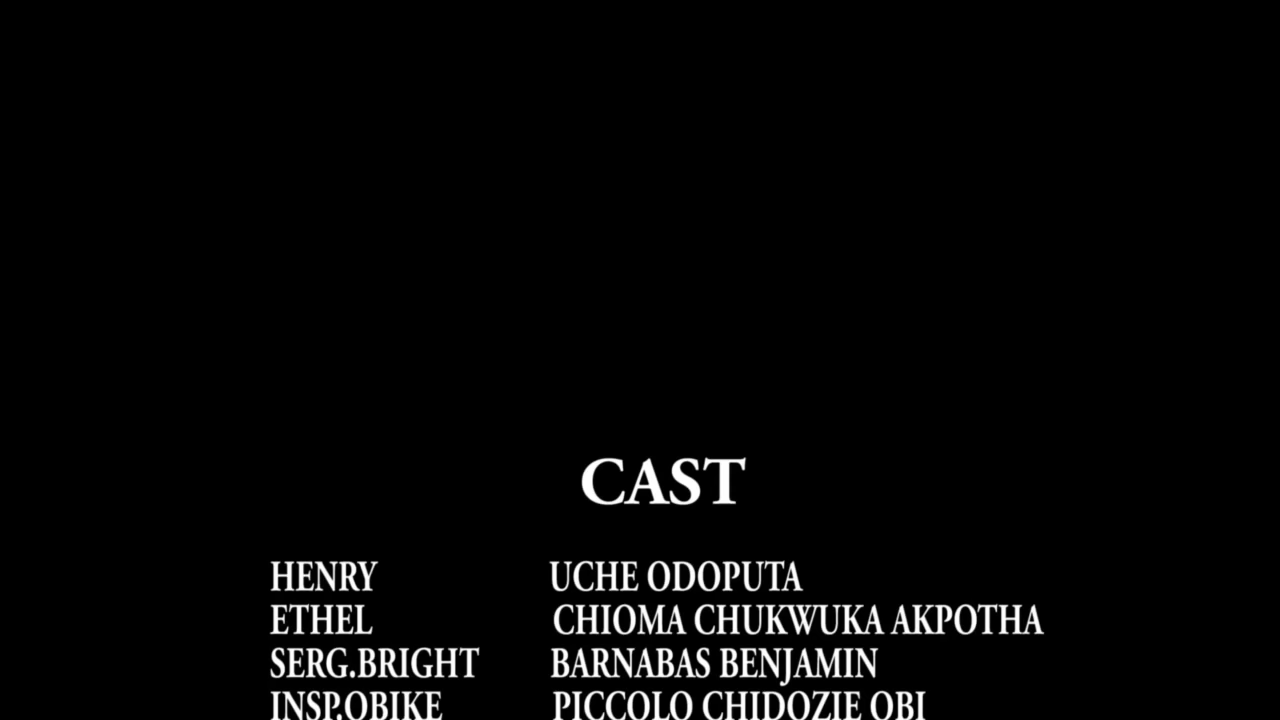 CAST
HENRY UCHE ODOPUTA
ETHEL CHIOMA CHUKWUKA AKPOTHA
SERG.BRIGHT BARNABAS BENJAMIN
INSP.OBIKE PICCOLO CHIDOZIE OBI